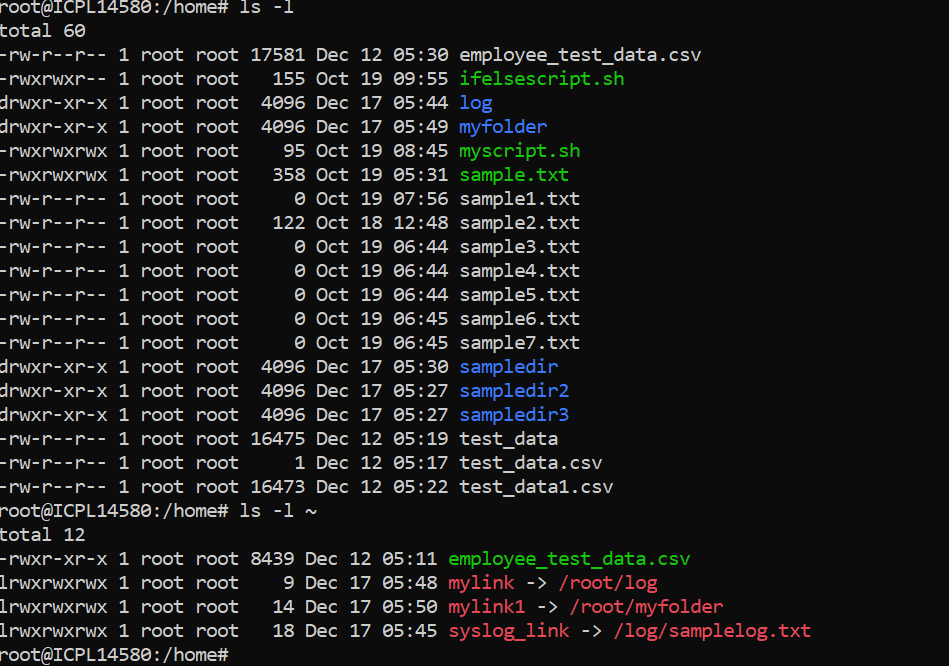 root@ICPL14580:/home# ls -l
total 60
-rw-r--r-- 1 root root 17581 Dec 12 05:30 employee_test_data.csv
-rwxrwxr-- 1 root root   155 Oct 19 09:55 ifelsescript.sh
drwxr-xr-x 1 root root  4096 Dec 17 05:44 log
drwxr-xr-x 1 root root  4096 Dec 17 05:49 myfolder
-rwxrwxrwx 1 root root    95 Oct 19 08:45 myscript.sh
-rwxrwxrwx 1 root root   358 Oct 19 05:31 sample.txt
-rw-r--r-- 1 root root     0 Oct 19 07:56 sample1.txt
-rw-r--r-- 1 root root   122 Oct 18 12:48 sample2.txt
-rw-r--r-- 1 root root     0 Oct 19 06:44 sample3.txt
-rw-r--r-- 1 root root     0 Oct 19 06:44 sample4.txt
-rw-r--r-- 1 root root     0 Oct 19 06:44 sample5.txt
-rw-r--r-- 1 root root     0 Oct 19 06:45 sample6.txt
-rw-r--r-- 1 root root     0 Oct 19 06:45 sample7.txt
drwxr-xr-x 1 root root  4096 Dec 17 05:30 sampledir
drwxr-xr-x 1 root root  4096 Dec 17 05:27 sampledir2
drwxr-xr-x 1 root root  4096 Dec 17 05:27 sampledir3
-rw-r--r-- 1 root root 16475 Dec 12 05:19 test_data
-rw-r--r-- 1 root root     1 Dec 12 05:17 test_data.csv
-rw-r--r-- 1 root root 16473 Dec 12 05:22 test_data1.csv
root@ICPL14580:/home# ls -l ~
total 12
-rwxr-xr-x 1 root root 8439 Dec 12 05:11 employee_test_data.csv
lrwxrwxrwx 1 root root    9 Dec 17 05:48 mylink -> /root/log
lrwxrwxrwx 1 root root   14 Dec 17 05:50 mylink1 -> /root/myfolder
lrwxrwxrwx 1 root root   18 Dec 17 05:45 syslog_link -> /log/samplelog.txt
root@ICPL14580:/home#